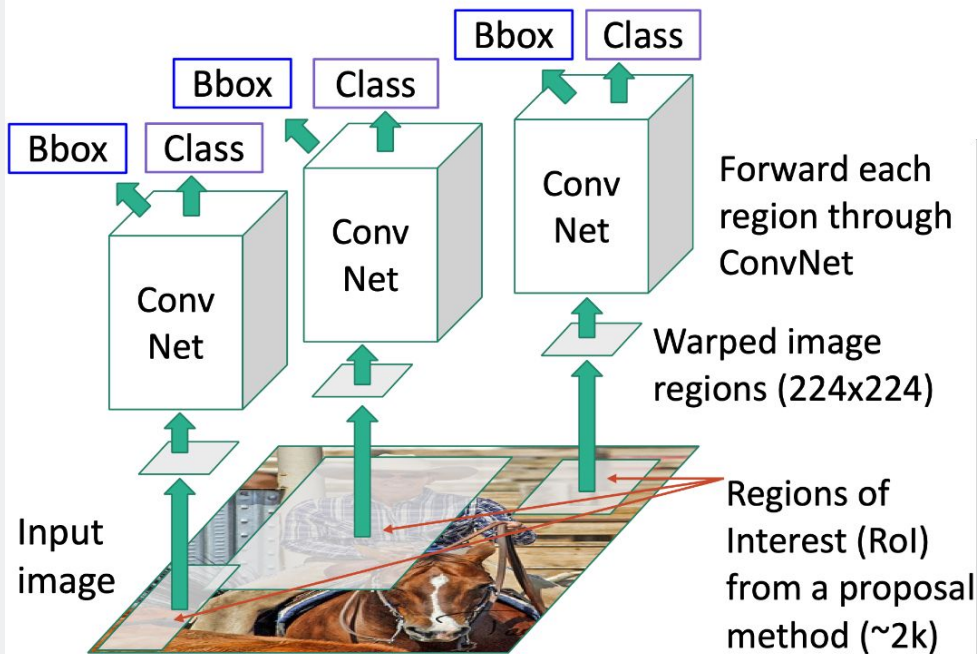 Bbox
Class
Bbox
Class
Bbox
Class
Conv
Net
Conv
Net
Conv
Net
Forward each
region through
ConvNet
Warped image
regions (224x224)
Input
image
Regions of
Interest (RoI)
from a proposal
method (~2k)